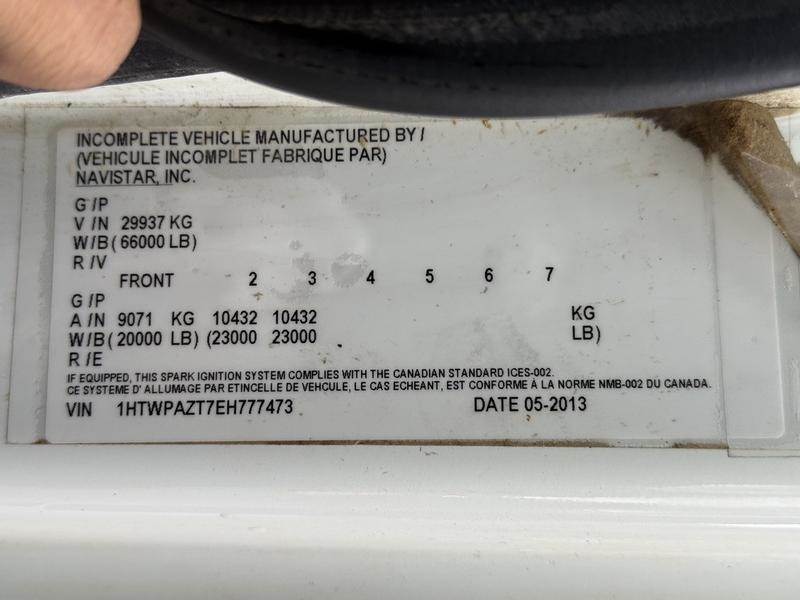 INCOMPLETE VEHICLE MANUFACTURED BY /
(VEHICULE INCOMPLET FABRIQUE PAR)
NAVISTAR, INC.
G / P
V / N 29937 KG
W / B ( 66000 LB)
R / V
FRONT 2 3 4 5 6 7
G / P
A / N 9071 KG 10432 10432 KG
W / B ( 20000 LB) (23000 23000 LB)
R / E
IF EQUIPPED, THIS SPARK IGNITION SYSTEM COMPLIES WITH THE CANADIAN STANDARD ICES-002.
CE SYSTEME D' ALLUMAGE PAR ETINCELLE DE VEHCULE, LE CAS ECHEANT, EST CONFORME À LA NORME NMB-002 DU CANADA.
VIN 1HTWPAZT7EH777473 DATE 05-2013